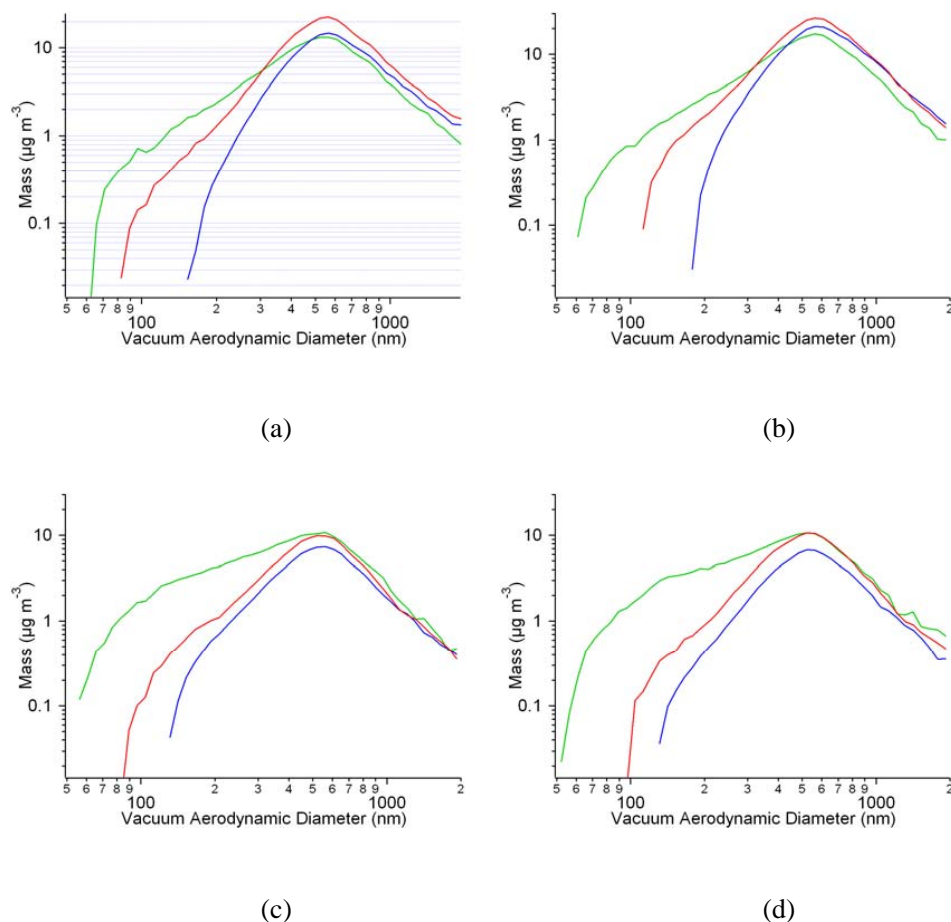 10
1
0.1
Mass (µg m⁻³)
5 6 7 8 9 2 3 4 5 6 7 8 9
100 1000
Vacuum Aerodynamic Diameter (nm)
(a)
10
1
0.1
Mass (µg m⁻³)
5 6 7 8 9 2 3 4 5 6 7 8 9 2
100 1000
Vacuum Aerodynamic Diameter (nm)
(b)
10
1
0.1
Mass (µg m⁻³)
5 6 7 8 9 2 3 4 5 6 7 8 9 2
100 1000
Vacuum Aerodynamic Diameter (nm)
(c)
10
1
0.1
Mass (µg m⁻³)
5 6 7 8 9 2 3 4 5 6 7 8 9 2
100 1000
Vacuum Aerodynamic Diameter (nm)
(d)